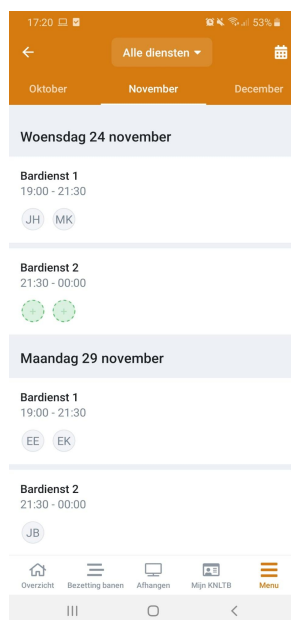 17:20 53%
Alle diensten
Oktober November December
Woensdag 24 november
Bardienst 1
19:00 - 21:30
JH MK
Bardienst 2
21:30 - 00:00
+ +
Maandag 29 november
Bardienst 1
19:00 - 21:30
EE EK
Bardienst 2
21:30 - 00:00
JB
Overzicht Bezetting banen Afhangen Mijn KNLTB Menu